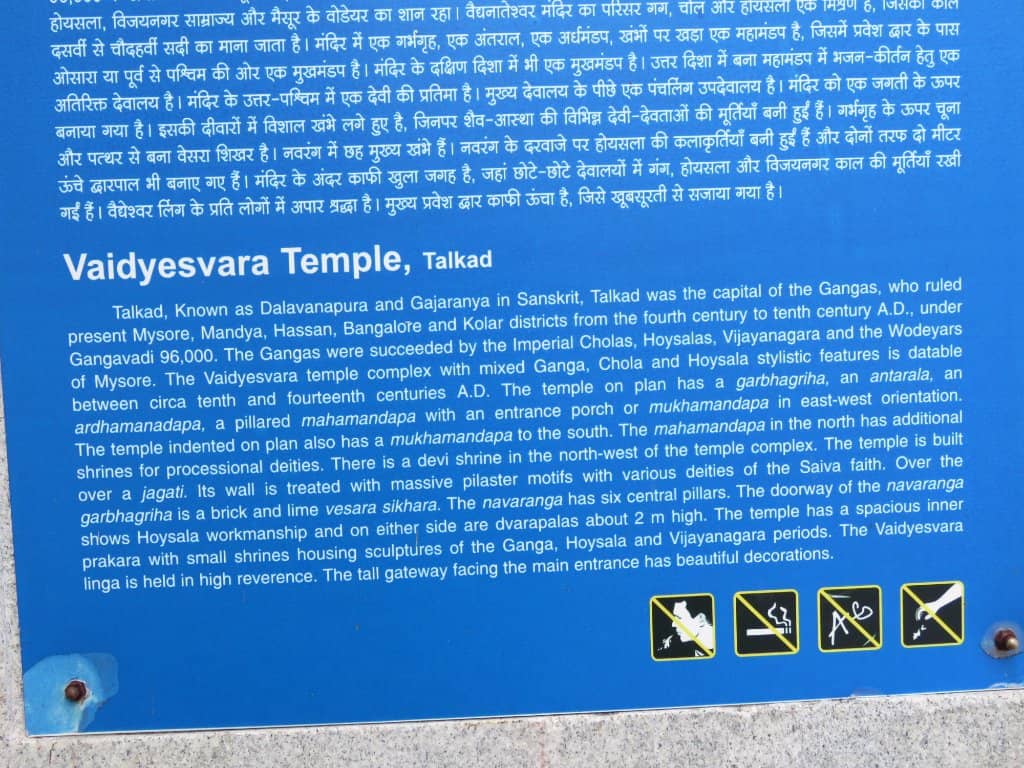 होयसला, विजयनगर साम्राज्य और मैसूर के वोडेयर का शान रहा। वैद्यनातेश्वर मंदिर का परिसर गंग, चोल और होयसला एक मिश्रण है, जिसका काल
दसवीं से चौदहवीं सदी का माना जाता है। मंदिर में एक गर्भगृह, एक अंतराल, एक अर्धमंडप, खंभों पर खड़ा एक महामंडप है, जिसमें प्रवेश द्वार के पास
ओसारा या पूर्व से पश्चिम की ओर एक मुखमंडप है। मंदिर के दक्षिण दिशा में भी एक मुखमंडप है। उत्तर दिशा में बना महामंडप में भजन-कीर्तन हेतु एक
अतिरिक्त देवालय है। मंदिर के उत्तर-पश्चिम में एक देवी की प्रतिमा है। मुख्य देवालय के पीछे एक पंचलिंग उपदेवालय है। मंदिर को एक जगती के ऊपर
बनाया गया है। इसकी दीवारों में विशाल खंभे लगे हुए है, जिनपर शैव-आस्था की विभिन्न देवी-देवताओं की मूर्तियाँ बनी हुईं हैं। गर्भगृह के ऊपर चूना
और पत्थर से बना वेसरा शिखर है। नवरंग में छह मुख्य खंभे हैं। नवरंग के दरवाजे पर होयसला की कलाकृर्तियाँ बनी हुईं हैं और दोनों तरफ दो मीटर
ऊंचे द्वारपाल भी बनाए गए हैं। मंदिर के अंदर काफी खुला जगह है, जहां छोटे-छोटे देवालयों में गंग, होयसला और विजयनगर काल की मूर्तियाँ रखी
गईं हैं। वैद्येश्वर लिंग के प्रति लोगों में अपार श्रद्धा है। मुख्य प्रवेश द्वार काफी ऊंचा है, जिसे खूबसूरती से सजाया गया है।
Vaidyesvara Temple, Talkad
Talkad, Known as Dalavanapura and Gajaranya in Sanskrit, Talkad was the capital of the Gangas, who ruled
present Mysore, Mandya, Hassan, Bangalore and Kolar districts from the fourth century to tenth century A.D., under
Gangavadi 96,000. The Gangas were succeeded by the Imperial Cholas, Hoysalas, Vijayanagara and the Wodeyars
of Mysore. The Vaidyesvara temple complex with mixed Ganga, Chola and Hoysala stylistic features is datable
between circa tenth and fourteenth centuries A.D. The temple on plan has a garbhagriha, an antarala, an
ardhamanadapa, a pillared mahamandapa with an entrance porch or mukhamandapa in east-west orientation.
The temple indented on plan also has a mukhamandapa to the south. The mahamandapa in the north has additional
shrines for processional deities. There is a devi shrine in the north-west of the temple complex. The temple is built
over a jagati. Its wall is treated with massive pilaster motifs with various deities of the Saiva faith. Over the
garbhagriha is a brick and lime vesara sikhara. The navaranga has six central pillars. The doorway of the navaranga
shows Hoysala workmanship and on either side are dvarapalas about 2 m high. The temple has a spacious inner
prakara with small shrines housing sculptures of the Ganga, Hoysala and Vijayanagara periods. The Vaidyesvara
linga is held in high reverence. The tall gateway facing the main entrance has beautiful decorations.